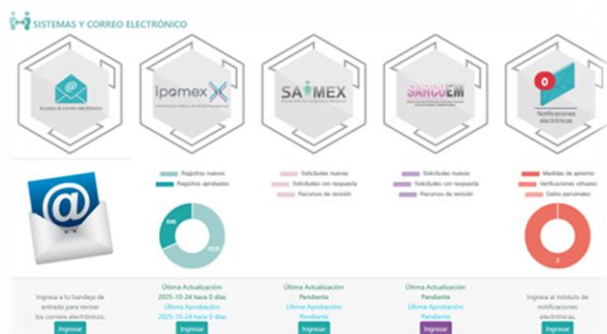 SISTEMAS Y CORREO ELECTRÓNICO
Acceso al correo electrónico
ipomex
SAIMEX
SARCOEM
0
Notificaciones
electrónicas
Registros nuevos
Registros aprobados
Solicitudes nuevas
Solicitudes con respuesta
Recursos de revisión
Solicitudes nuevas
Solicitudes con respuesta
Recursos de revisión
Medidas de apremio
Verificaciones virtuales
Datos personales
@
2
Ingresa a tu bandeja de
entrada para revisar
los correos electrónicos.
Ingresar
Última Actualización:
2025-10-24 hace 0 días
Última Aprobación:
2025-10-24 hace 0 días
Ingresar
Última Actualización:
Pendiente
Última Aprobación:
Pendiente
Ingresar
Última Actualización:
Pendiente
Última Aprobación:
Pendiente
Ingresar
Ingresa al módulo de
notificaciones
electrónicas.
Ingresar